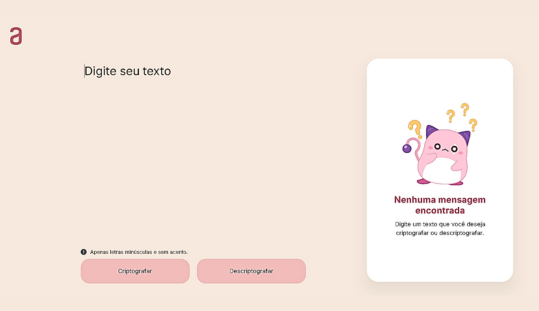 a
Digite seu texto
Nenhuma mensagem
encontrada
Digite um texto que você deseja
criptografar ou descriptografar.
Apenas letras minúsculas e sem acento.
Criptografar
Descriptografar